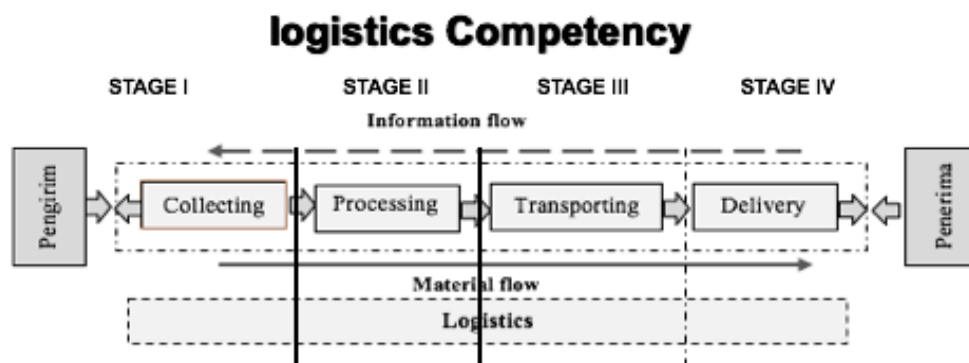 logistics Competency
STAGE I
STAGE II
STAGE III
STAGE IV
Information flow
Pengirim
Collecting
Processing
Transporting
Delivery
Penerima
Material flow
Logistics